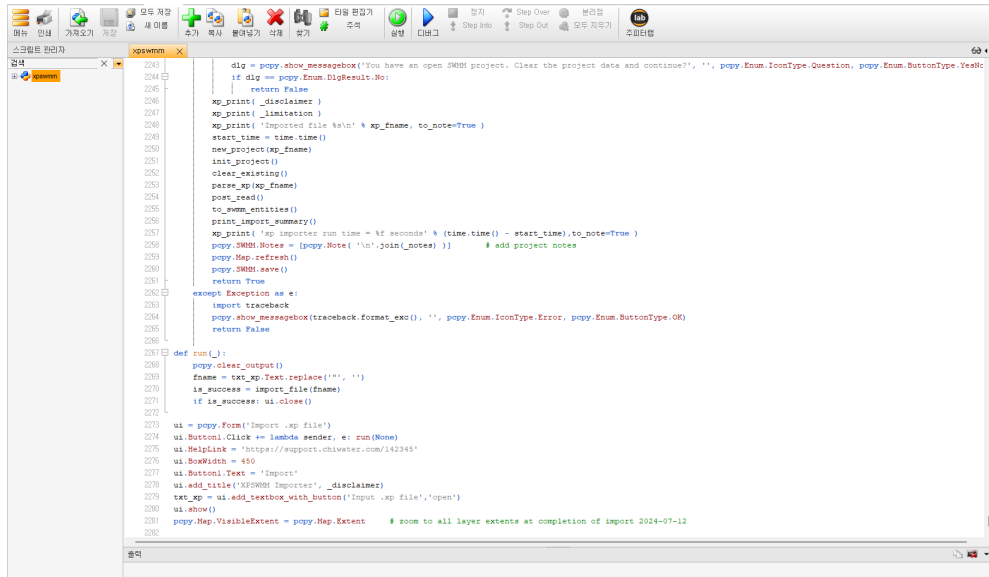 메뉴 인쇄 가져오기 저장 모두 저장 새 이름 추가 복사 붙여넣기 삭제 찾기 타일 편집기 주석 실행 디버그 정지 Step Into Step Over Step Out 분리점 모두 지우기 lab 주피터랩
스크립트 관리자
xpswmm
검색
xpswmm
2243 dlg = pcpy.show_messagebox('You have an open SWMM project. Clear the project data and continue?', '', pcpy.Enum.IconType.Question, pcpy.Enum.ButtonType.YesNo
2244 if dlg == pcpy.Enum.DlgResult.No:
2245 return False
2246 xp_print( _disclaimer )
2247 xp_print( _limitation )
2248 xp_print( 'Imported file %s\n' % xp_fname, to_note=True )
2249 start_time = time.time()
2250 new_project(xp_fname)
2251 init_project()
2252 clear_existing()
2253 parse_xp(xp_fname)
2254 post_read()
2255 to_swmm_entities()
2256 print_import_summary()
2257 xp_print( 'xp importer run time = %f seconds' % (time.time() - start_time),to_note=True )
2258 pcpy.SWMM.Notes = [pcpy.Note( '\n'.join(_notes) )] # add project notes
2259 pcpy.Map.refresh()
2260 pcpy.SWMM.save()
2261 return True
2262 except Exception as e:
2263 import traceback
2264 pcpy.show_messagebox(traceback.format_exc(), '', pcpy.Enum.IconType.Error, pcpy.Enum.ButtonType.OK)
2265 return False
2266
2267 def run(_):
2268 pcpy.clear_output()
2269 fname = txt_xp.Text.replace('"', '')
2270 is_success = import_file(fname)
2271 if is_success: ui.close()
2272
2273 ui = pcpy.Form('Import .xp file')
2274 ui.Button1.Click += lambda sender, e: run(None)
2275 ui.HelpLink = 'https://support.chiwater.com/142345'
2276 ui.BoxWidth = 450
2277 ui.Button1.Text = 'Import'
2278 ui.add_title('XPSWMM Importer', _disclaimer)
2279 txt_xp = ui.add_textbox_with_button('Input .xp file','open')
2280 ui.show()
2281 pcpy.Map.VisibleExtent = pcpy.Map.Extent # zoom to all layer extents at completion of import 2024-07-12
2282
출력